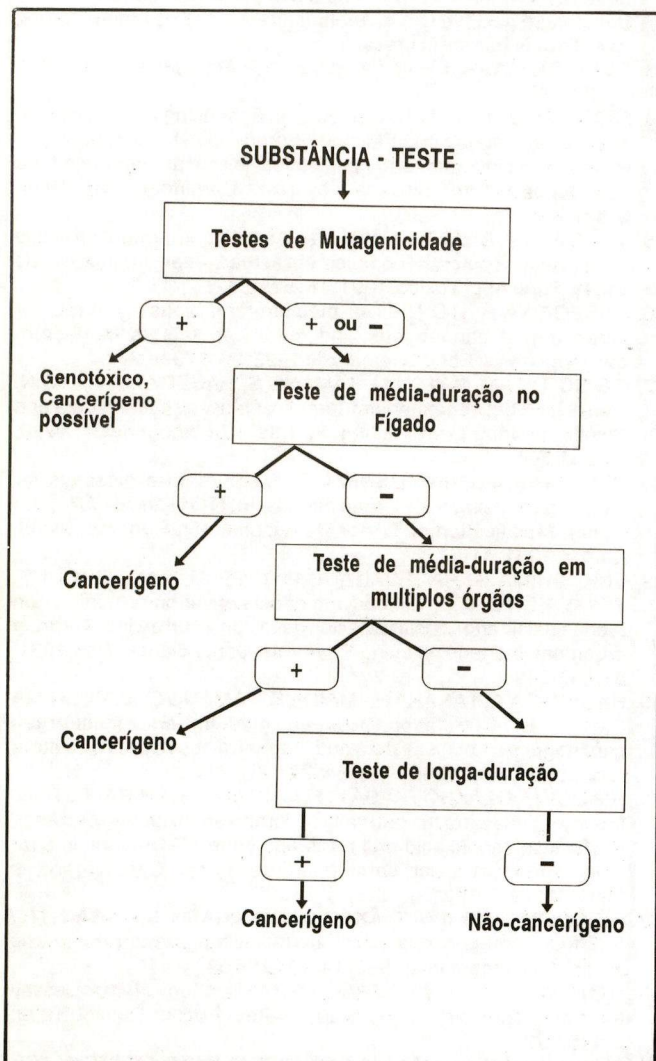 SUBSTÂNCIA - TESTE
Testes de Mutagenicidade
+
+ ou -
Genotóxico,
Cancerígeno
possível
Teste de média-duração no
Fígado
+
-
Cancerígeno
Teste de média-duração em
multiplos órgãos
+
-
Cancerígeno
Teste de longa-duração
+
-
Cancerígeno
Não-cancerígeno